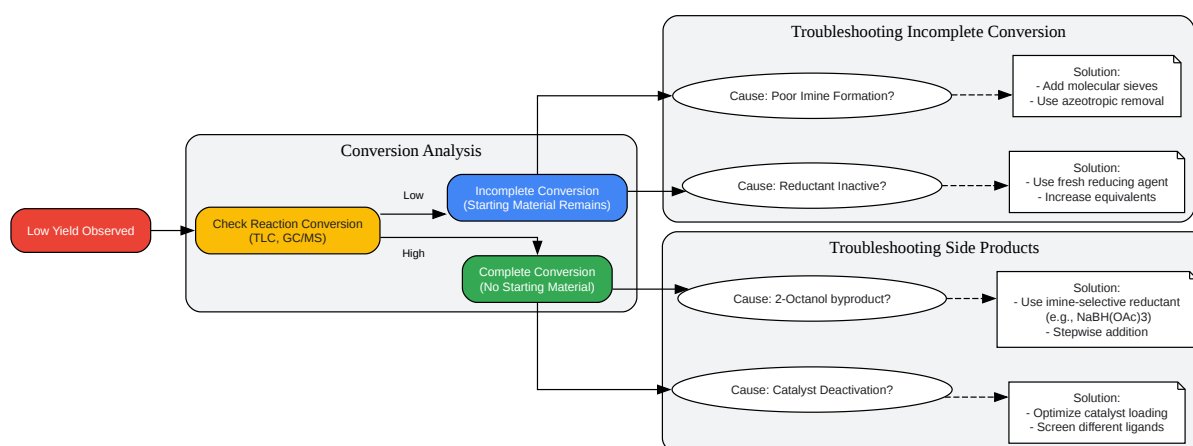 Troubleshooting Incomplete Conversion
Cause: Poor Imine Formation?
Solution:
- Add molecular sieves
- Use azeotropic removal
Cause: Reductant Inactive?
Solution:
- Use fresh reducing agent
- Increase equivalents
Conversion Analysis
Low Yield Observed
Check Reaction Conversion
(TLC, GC/MS)
Low
High
Incomplete Conversion
(Starting Material Remains)
Complete Conversion
(No Starting Material)
Troubleshooting Side Products
Cause: 2-Octanol byproduct?
Solution:
- Use imine-selective reductant
(e.g., NaBH(OAc)3)
- Stepwise addition
Cause: Catalyst Deactivation?
Solution:
- Optimize catalyst loading
- Screen different ligands